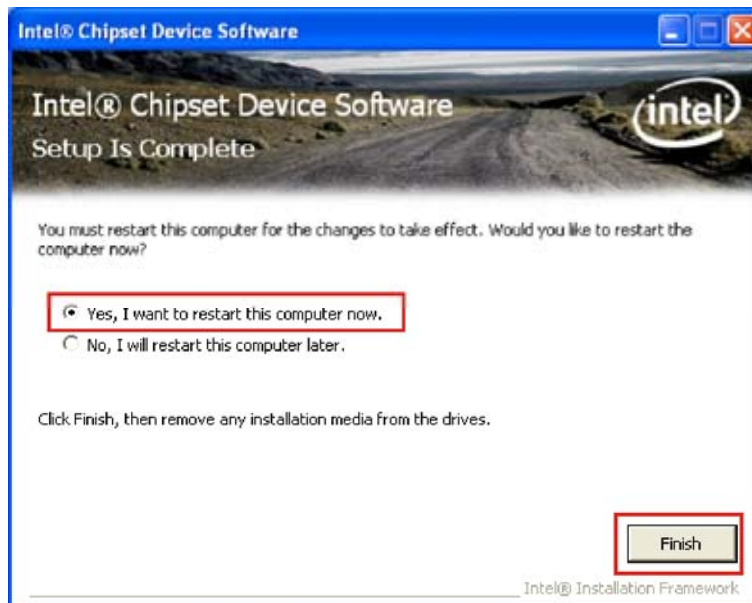 Intel® Chipset Device Software
Intel® Chipset Device Software
intel
Setup Is Complete
You must restart this computer for the changes to take effect. Would you like to restart the
computer now?
Yes, I want to restart this computer now.
No, I will restart this computer later.
Click Finish, then remove any installation media from the drives.
Finish
Intel® Installation Framework